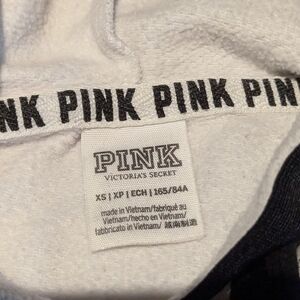 NK PINK PINK PIN
PINK
VICTORIA'S SECRET
XS | XP | ECH | 165/84A
made in Vietnam/fabriqué au
Vietnam/hecho en Vietnam/
fabbricato in Vietnam/ 越南制造